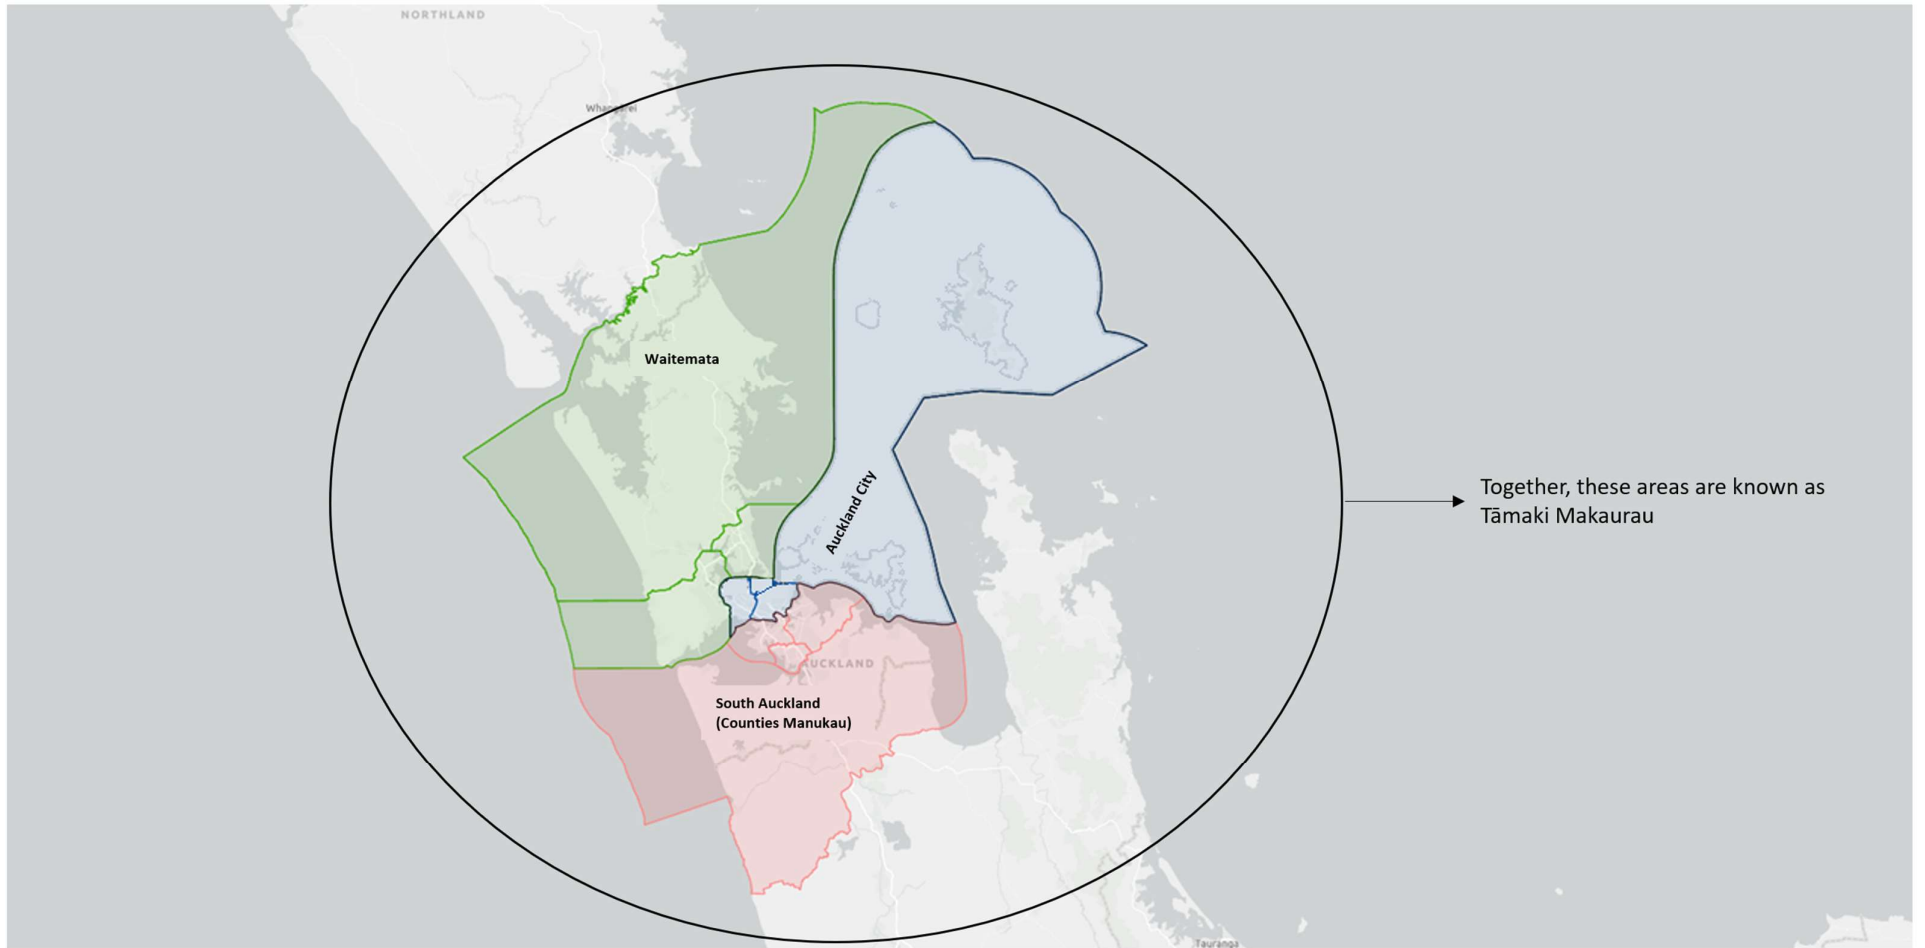 NORTHLAND
Whangarei
Waitemata
Auckland City
Together, these areas are known as
Tāmaki Makaurau
AUCKLAND
South Auckland
(Counties Manukau)
Tauranga